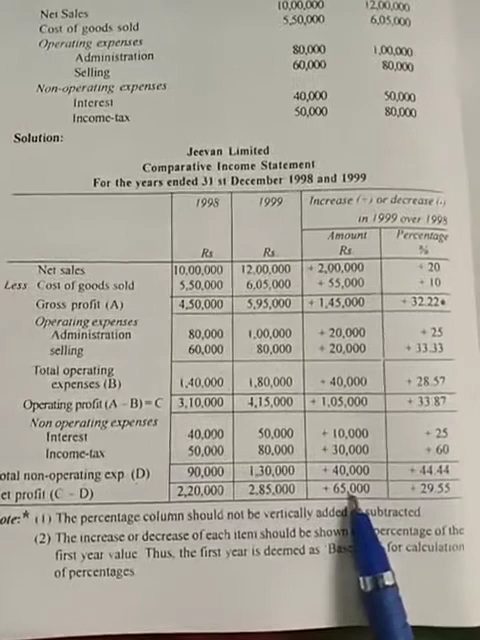 10,00,000 12,00,000
Net Sales
Cost of goods sold 5,50,000 6,05,000
Operating expenses
Administration 80,000 1,00,000
Selling 60,000 80,000
Non-operating expenses
Interest 40,000 50,000
Income-tax 50,000 80,000
Solution:
Jeevan Limited
Comparative Income Statement
For the years ended 31 st December 1998 and 1999
1998 1999 Increase (+) or decrease (-)
in 1999 over 1998
Amount Percentage
Rs Rs Rs %
Net sales 10,00,000 12,00,000 + 2,00,000 + 20
Less Cost of goods sold 5,50,000 6,05,000 + 55,000 + 10
Gross profit (A) 4,50,000 5,95,000 + 1,45,000 + 32.22*
Operating expenses
Administration 80,000 1,00,000 + 20,000 + 25
selling 60,000 80,000 + 20,000 + 33.33
Total operating
expenses (B) 1,40,000 1,80,000 + 40,000 + 28.57
Operating profit (A - B) = C 3,10,000 4,15,000 + 1,05,000 + 33.87
Non operating expenses
Interest 40,000 50,000 + 10,000 + 25
Income-tax 50,000 80,000 + 30,000 + 60
otal non-operating exp (D) 90,000 1,30,000 + 40,000 + 44.44
et profit (C - D) 2,20,000 2,85,000 + 65,000 + 29.55
ote:* (1) The percentage column should not be vertically added subtracted
(2) The increase or decrease of each item should be shown percentage of the
first year value Thus, the first year is deemed as for calculation
of percentages